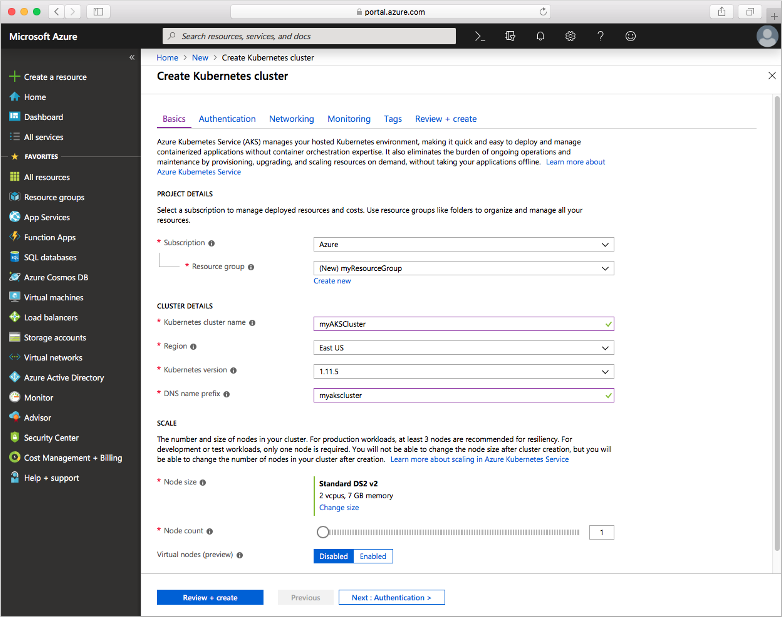 portal.azure.com
Microsoft Azure
Search resources, services, and docs
Home > New > Create Kubernetes cluster
Create Kubernetes cluster
Create a resource
Home
Dashboard
All services
FAVORITES
All resources
Resource groups
App Services
Function Apps
SQL databases
Azure Cosmos DB
Virtual machines
Load balancers
Storage accounts
Virtual networks
Azure Active Directory
Monitor
Advisor
Security Center
Cost Management + Billing
Help + support
Basics Authentication Networking Monitoring Tags Review + create
Azure Kubernetes Service (AKS) manages your hosted Kubernetes environment, making it quick and easy to deploy and manage
containerized applications without container orchestration expertise. It also eliminates the burden of ongoing operations and
maintenance by provisioning, upgrading, and scaling resources on demand, without taking your applications offline. Learn more about
Azure Kubernetes Service
PROJECT DETAILS
Select a subscription to manage deployed resources and costs. Use resource groups like folders to organize and manage all your
resources.
* Subscription Azure
* Resource group (New) myResourceGroup
Create new
CLUSTER DETAILS
* Kubernetes cluster name myAKSCluster
* Region East US
* Kubernetes version 1.11.5
* DNS name prefix myakscluster
SCALE
The number and size of nodes in your cluster. For production workloads, at least 3 nodes are recommended for resiliency. For
development or test workloads, only one node is required. You will not be able to change the node size after cluster creation, but you will
be able to change the number of nodes in your cluster after creation. Learn more about scaling in Azure Kubernetes Service
* Node size Standard DS2 v2
2 vcpus, 7 GB memory
Change size
* Node count 1
Virtual nodes (preview) Disabled Enabled
Review + create Previous Next : Authentication >